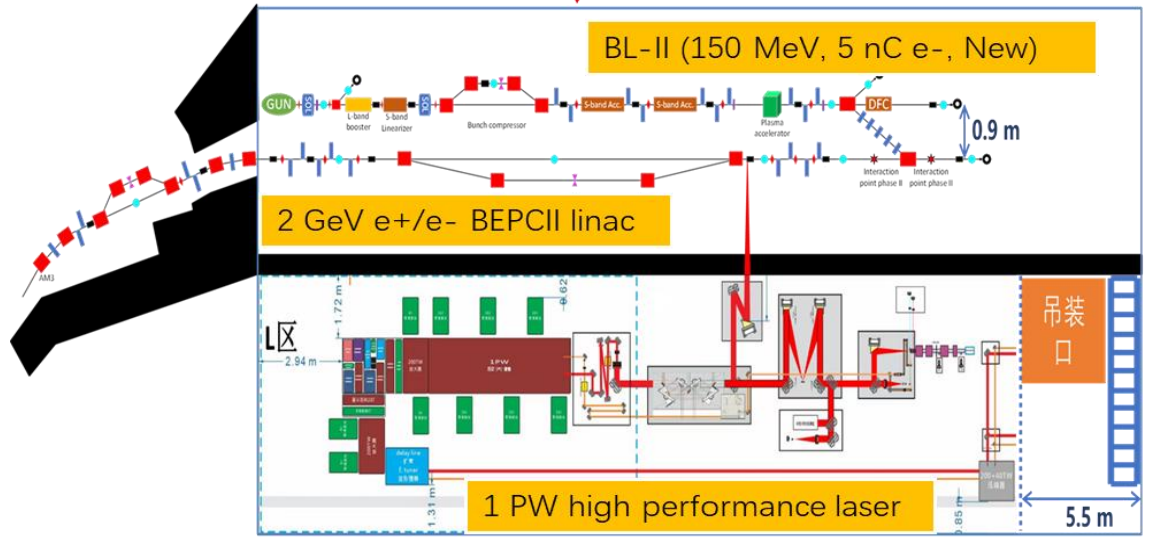 BL-II (150 MeV, 5 nC e-, New)
GUN
SOL
L-band
booster
S-band
Linearizer
SOL
Bunch compressor
S-band Acc.
S-band Acc.
Plasma
accelerator
DFC
0.9 m
Interaction
point phase II
Interaction
point phase II
2 GeV e+/e- BEPCII linac
AM3
1.72 m
0.62
L区
2.94 m
1PW
吊装
口
delay line
E tuner
1 PW high performance laser
1.31 m
0.85 m
5.5 m